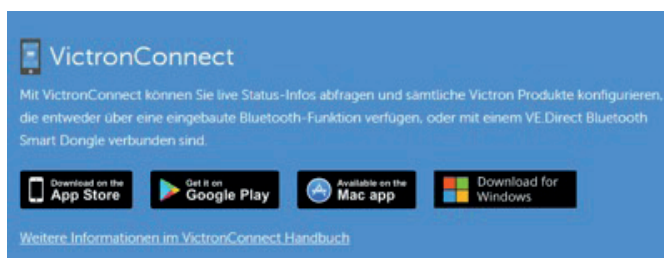 VictronConnect
Mit VictronConnect können Sie live Status-Infos abfragen und sämtliche Victron Produkte konfigurieren,
die entweder über eine eingebaute Bluetooth-Funktion verfügen, oder mit einem VE.Direct Bluetooth
Smart Dongle verbunden sind.
Download on the App Store
Get it on Google Play
Available on the Mac app
Download for Windows
Weitere Informationen im VictronConnect Handbuch